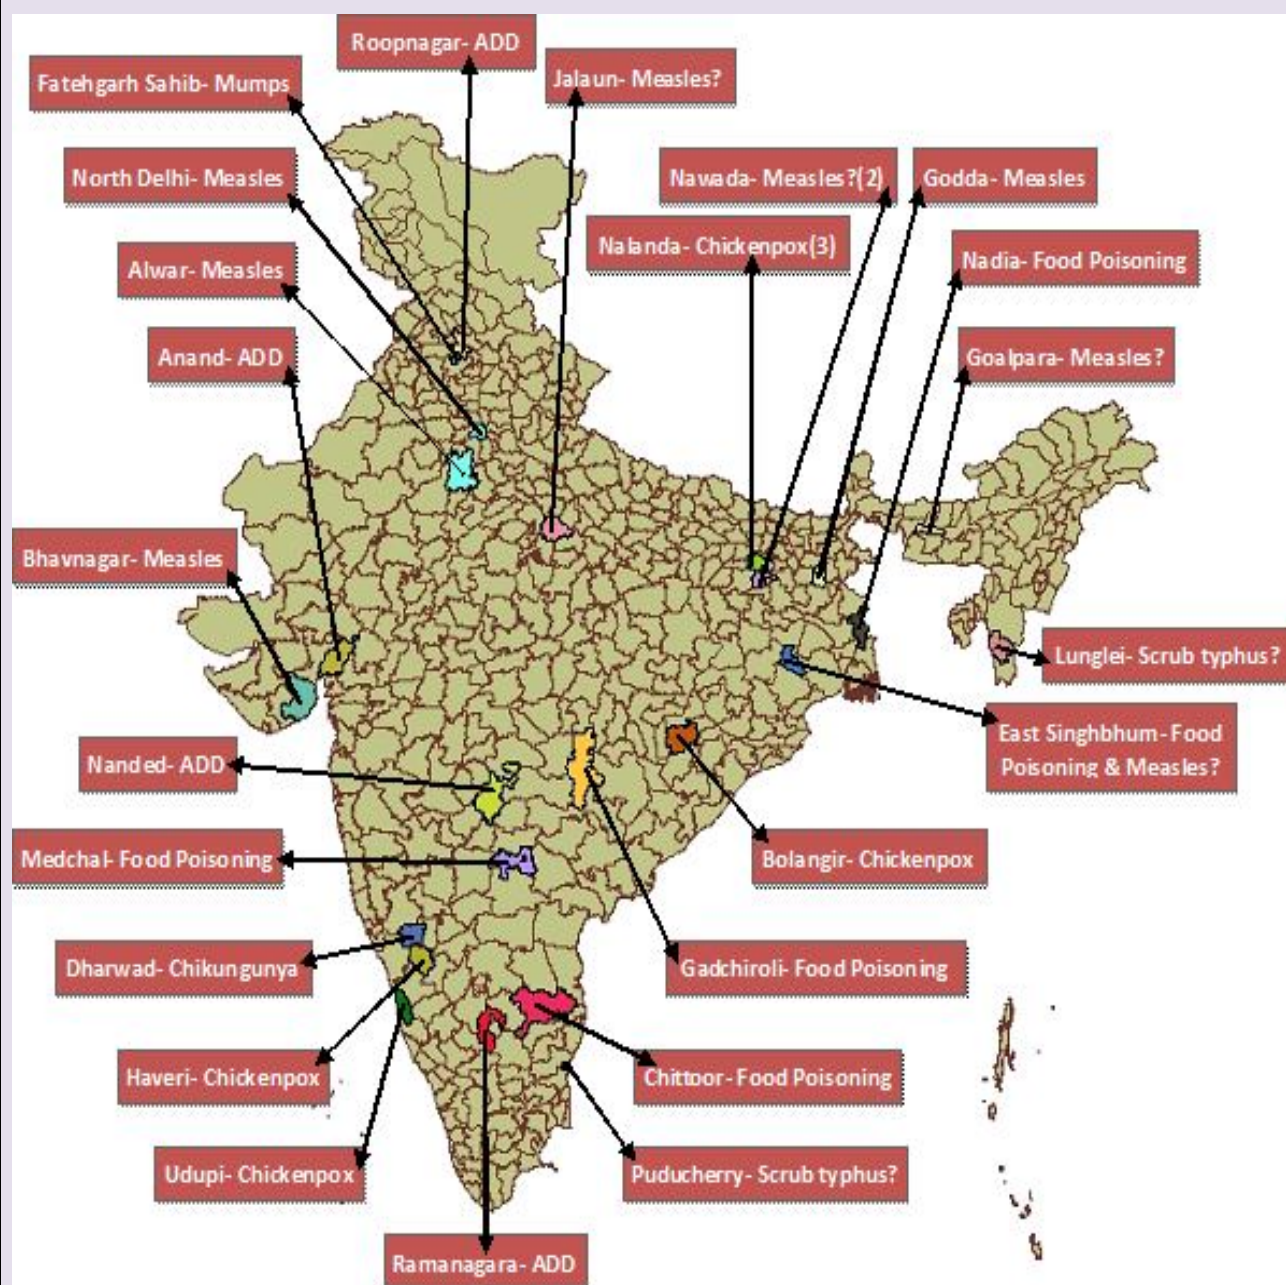 Roopnagar- ADD
Fatehgarh Sahib- Mumps
Jalaun- Measles?
North Delhi- Measles
Nawada- Measles?(2)
Godda- Measles
Nalanda- Chickenpox(3)
Alwar- Measles
Nadia- Food Poisoning
Anand- ADD
Goalpara- Measles?
Bhavnagar- Measles
Lunglei- Scrub typhus?
East Singhbhum- Food
Poisoning & Measles?
Nanded- ADD
Medchal- Food Poisoning
Bolangir- Chickenpox
Dharwad- Chikungunya
Gadchiroli- Food Poisoning
Haveri- Chickenpox
Chittoor- Food Poisoning
Udupi- Chickenpox
Puducherry- Scrub typhus?
Ramanagara- ADD